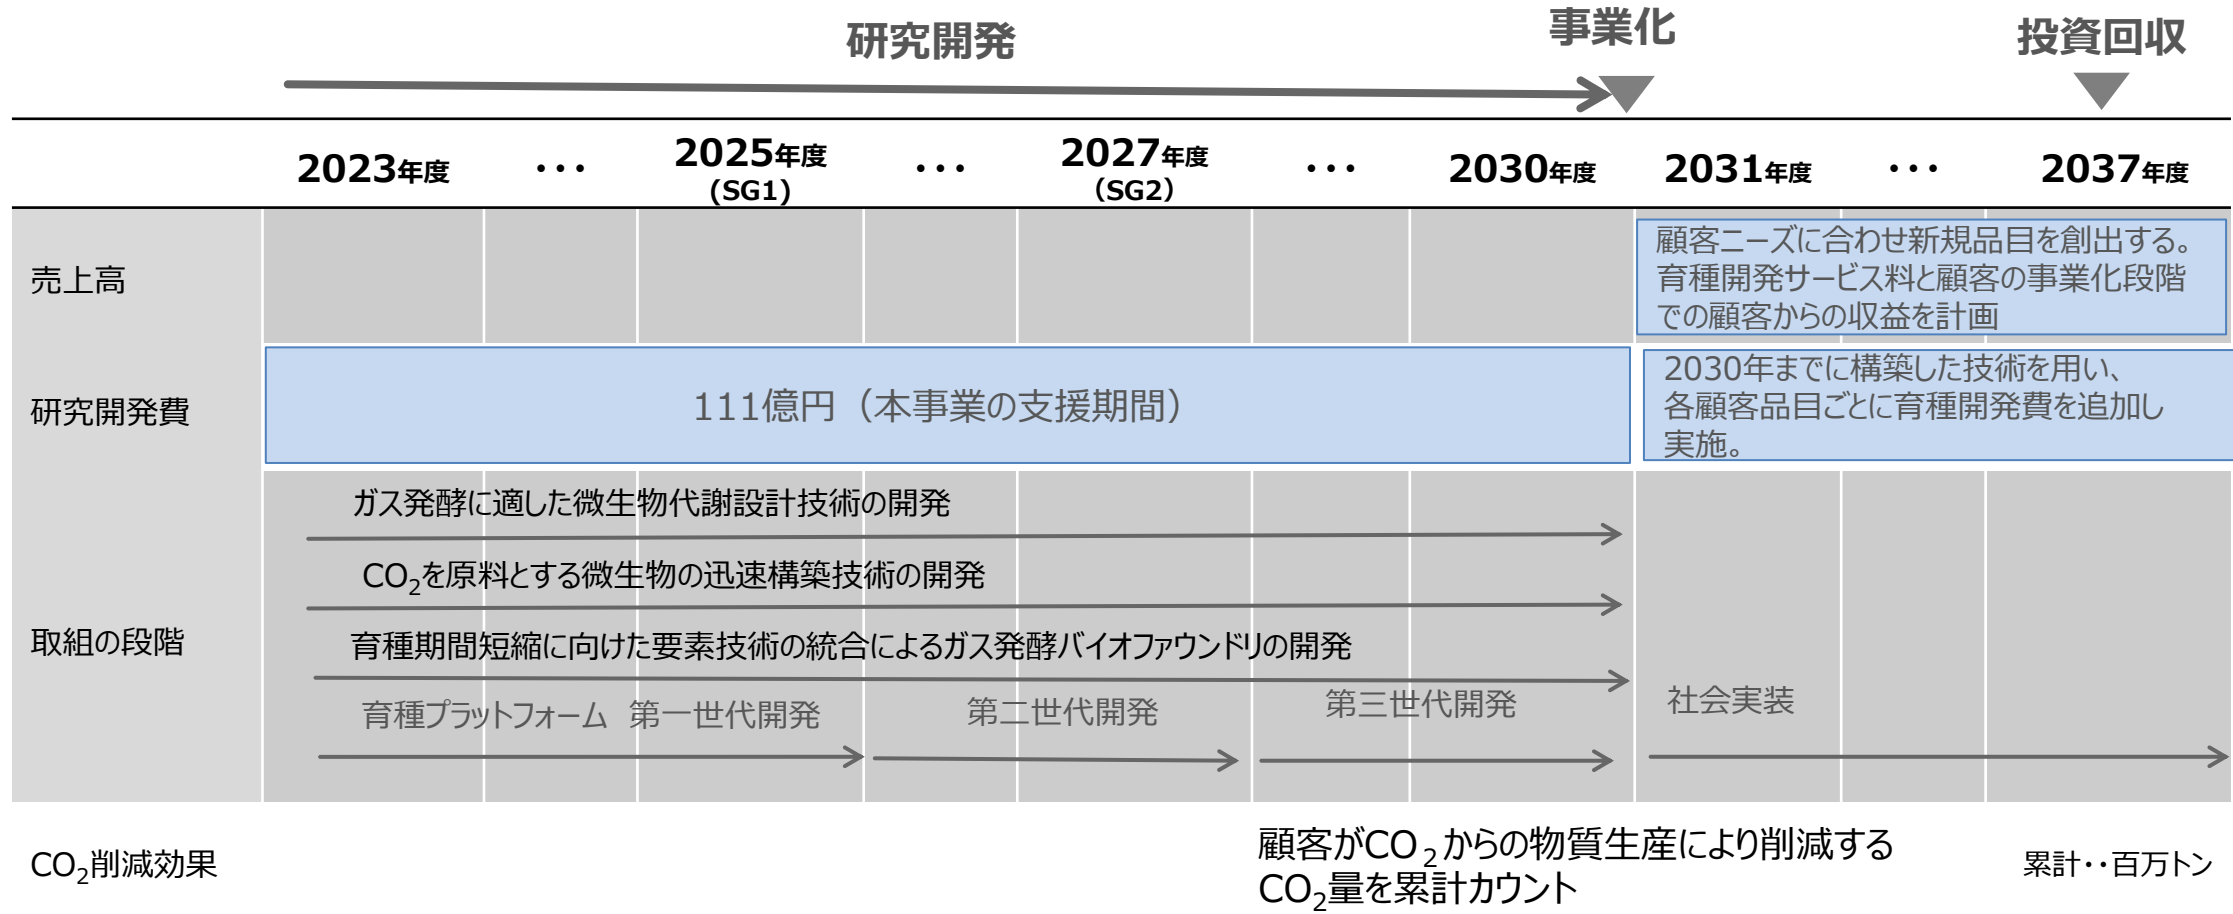 研究開発
事業化
投資回収
2023年度
・・・
2025年度
(SG1)
・・・
2027年度
（SG2）
・・・
2030年度
2031年度
・・・
2037年度
売上高
顧客ニーズに合わせ新規品目を創出する。
育種開発サービス料と顧客の事業化段階
での顧客からの収益を計画
研究開発費
111億円（本事業の支援期間）
2030年までに構築した技術を用い、
各顧客品目ごとに育種開発費を追加し
実施。
取組の段階
ガス発酵に適した微生物代謝設計技術の開発
CO₂を原料とする微生物の迅速構築技術の開発
育種期間短縮に向けた要素技術の統合によるガス発酵バイオファウンドリの開発
育種プラットフォーム 第一世代開発
第二世代開発
第三世代開発
社会実装
CO₂削減効果
顧客がCO₂からの物質生産により削減する
CO₂量を累計カウント
累計・・百万トン